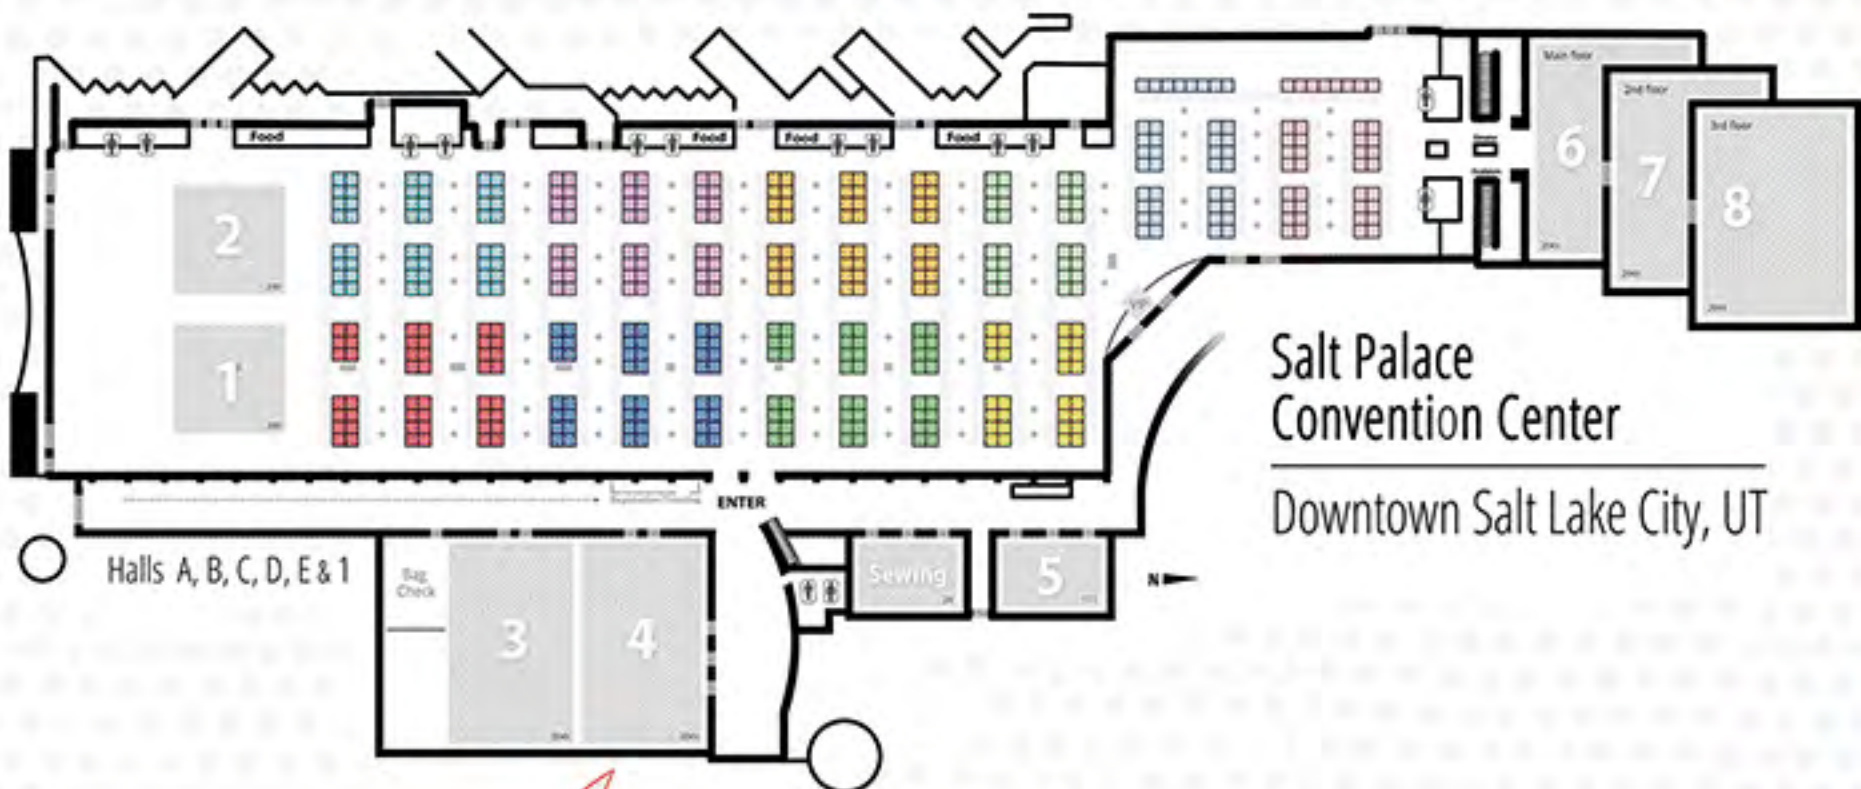 Food
Food
Food
Food
Main floor
2nd floor
3rd floor
6
7
8
2
1
Salt Palace
Convention Center
Downtown Salt Lake City, UT
ENTER
Halls A, B, C, D, E & 1
Bag
Check
3
4
Sewing
5
N